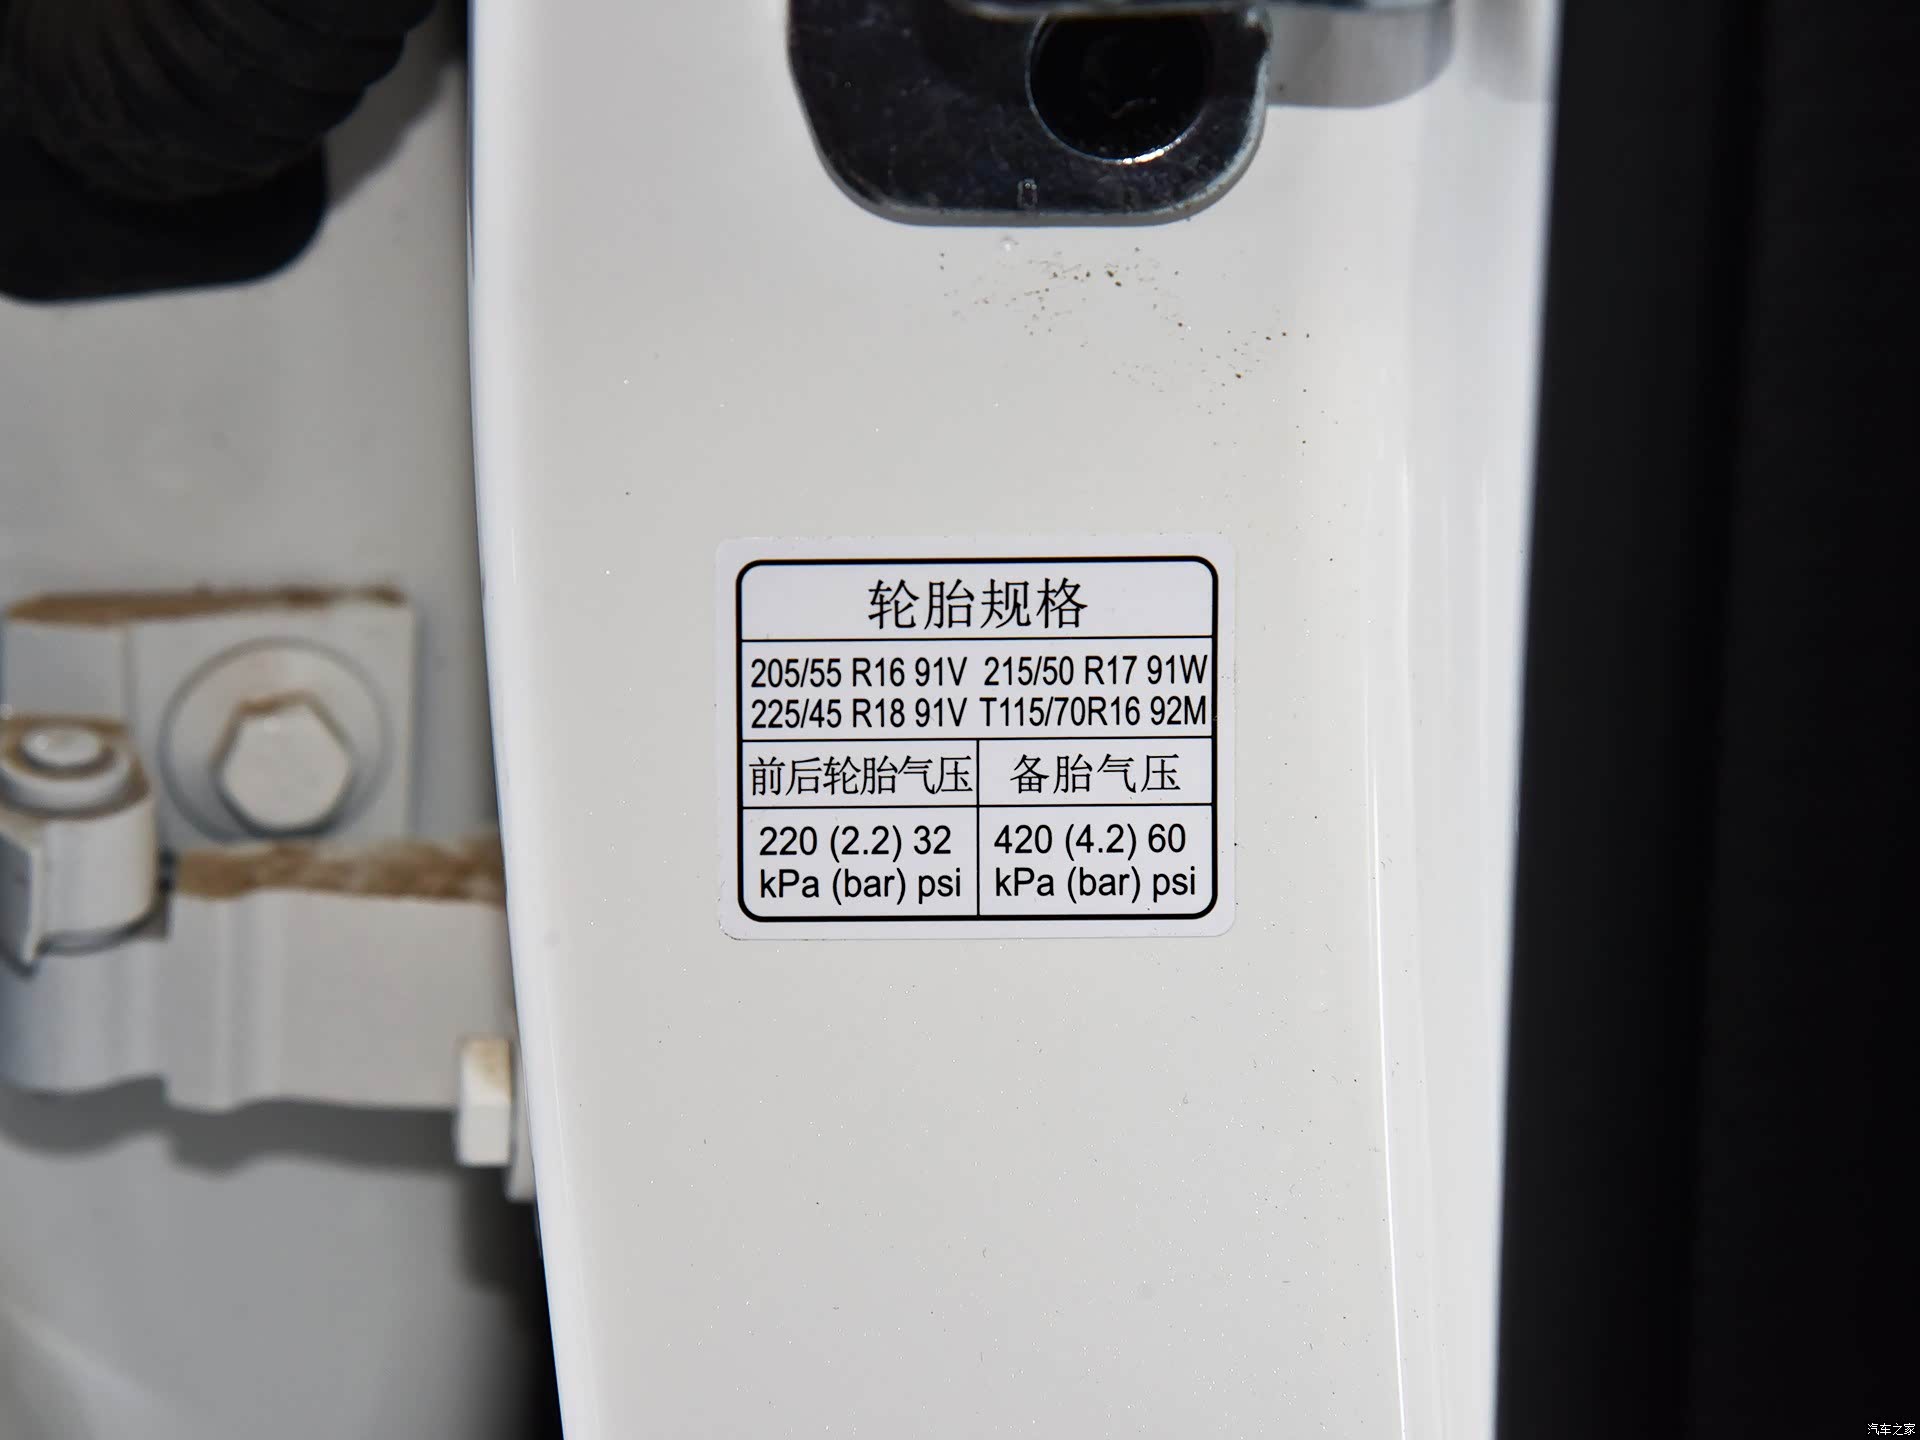 轮胎规格
205/55 R16 91V 215/50 R17 91W
225/45 R18 91V T115/70R16 92M
前后轮胎气压 备胎气压
220 (2.2) 32 420 (4.2) 60
kPa (bar) psi kPa (bar) psi
汽车之家